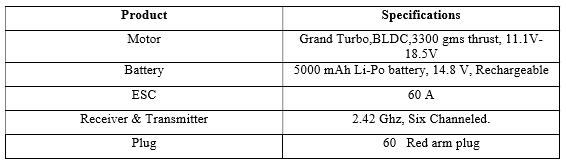 Product Specifications
Motor Grand Turbo,BLDC,3300 gms thrust, 11.1V-
18.5V
Battery 5000 mAh Li-Po battery, 14.8 V, Rechargeable
ESC 60 A
Receiver & Transmitter 2.42 Ghz, Six Channeled.
Plug 60 Red arm plug